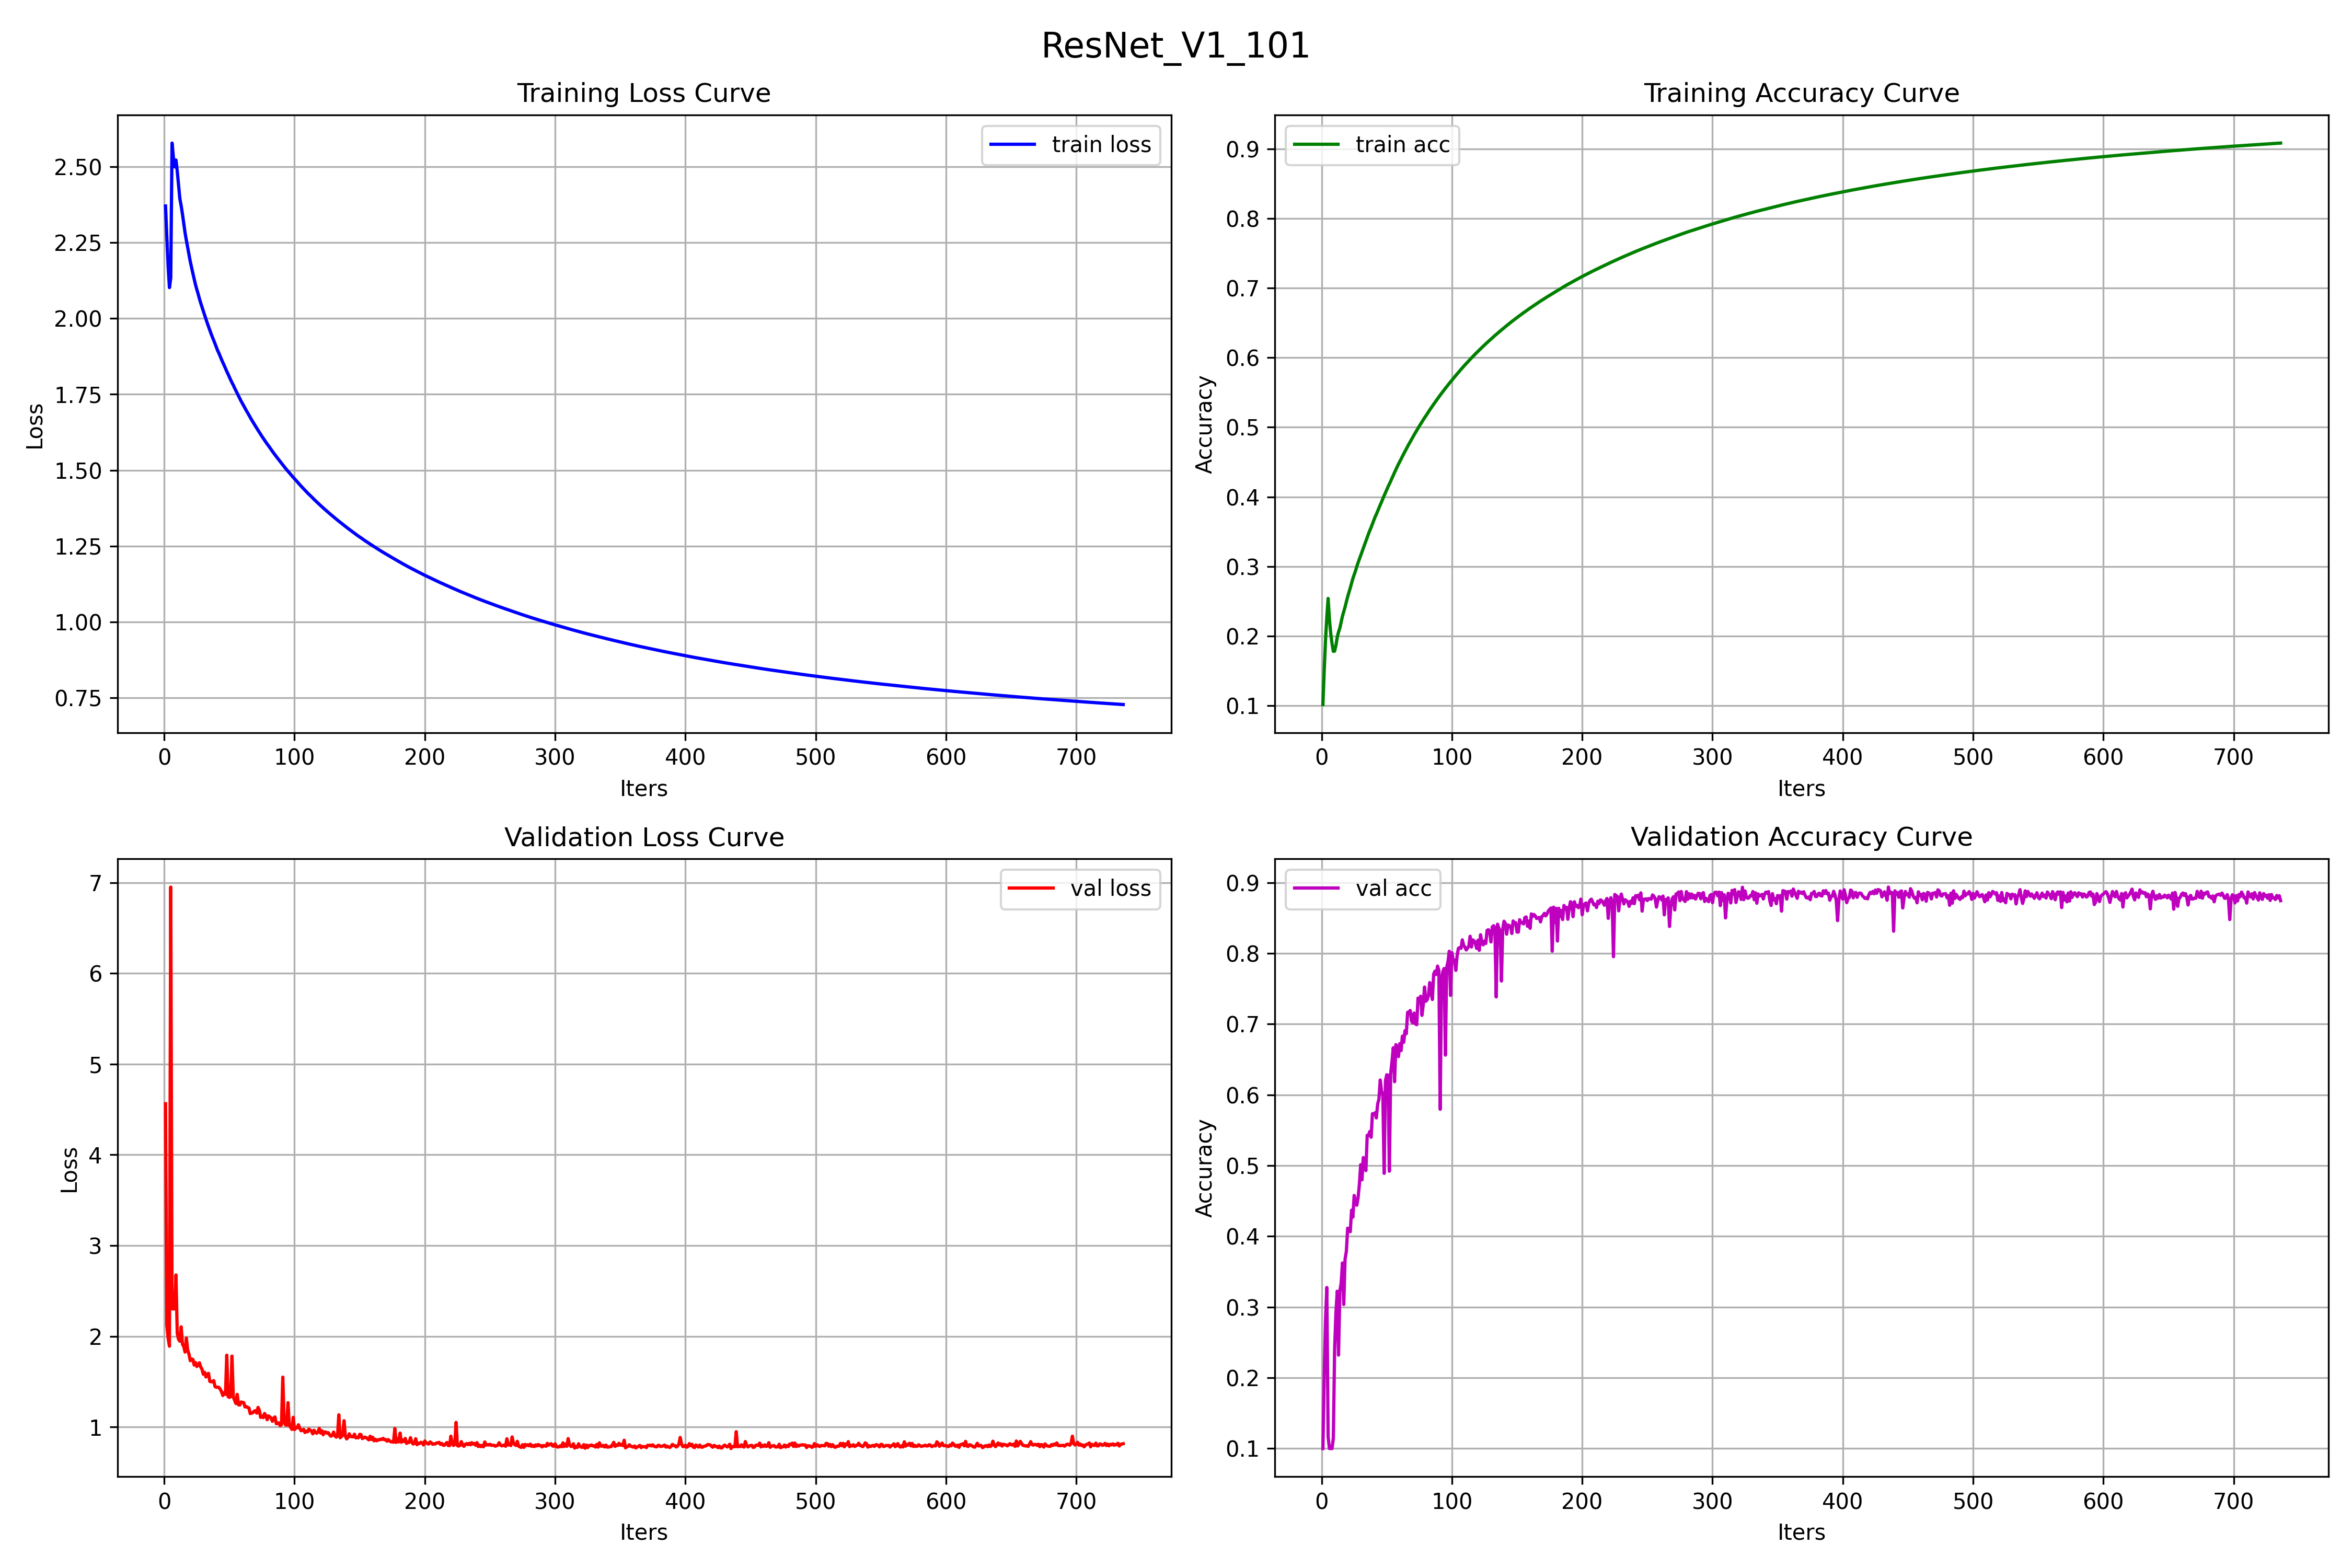 ResNet_V1_101
Training Loss Curve
train loss
2.50
2.25
2.00
1.75
1.50
1.25
1.00
0.75
Loss
0 100 200 300 400 500 600 700
Iters
Training Accuracy Curve
train acc
0.9
0.8
0.7
0.6
0.5
0.4
0.3
0.2
0.1
Accuracy
0 100 200 300 400 500 600 700
Iters
Validation Loss Curve
val loss
7
6
5
4
3
2
1
Loss
0 100 200 300 400 500 600 700
Iters
Validation Accuracy Curve
val acc
0.9
0.8
0.7
0.6
0.5
0.4
0.3
0.2
0.1
Accuracy
0 100 200 300 400 500 600 700
Iters